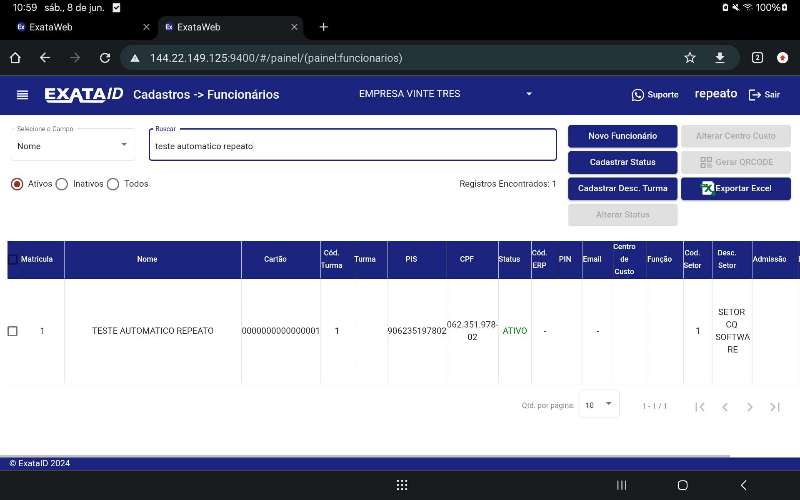 10:59 sáb., 8 de jun. 100%
ExataWeb
ExataWeb
144.22.149.125:9400/#/painel/(painel:funcionarios)
2
EXATAID Cadastros -> Funcionários EMPRESA VINTE TRES Suporte repeato Sair
Selecione o Campo
Nome
Buscar
teste automatico repeato
Novo Funcionário
Alterar Centro Custo
Cadastrar Status
Gerar QRCODE
Cadastrar Desc. Turma
Exportar Excel
Alterar Status
Ativos Inativos Todos
Registros Encontrados: 1
Matricula
Nome
Cartão
Cód.
Turma
Turma
PIS
CPF
Status
Cód.
ERP
PIN
Email
Centro
de
Custo
Função
Cod.
Setor
Desc.
Setor
Admissão
1
TESTE AUTOMATICO REPEATO
0000000000000001
1
906235197802
062.351.978-
02
ATIVO
-
-
1
SETOR
CQ
SOFTWA
RE
Qtd. por página: 10 1 - 1 / 1
© ExataID 2024